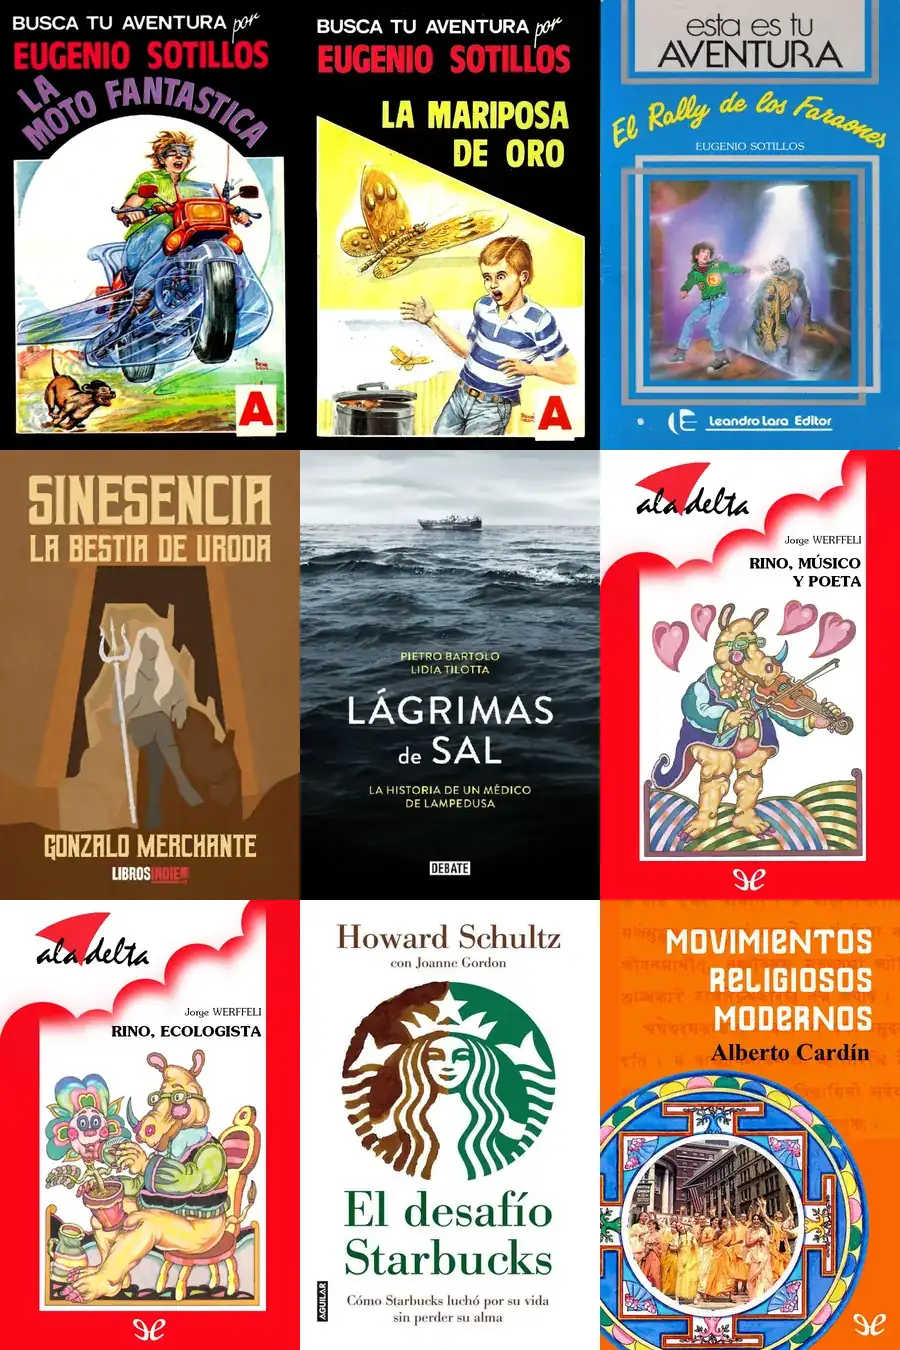 BUSCA TU AVENTURA por
EUGENIO SOTILLOS
LA
MOTO FANTASTICA
A
BUSCA TU AVENTURA por
EUGENIO SOTILLOS
LA MARIPOSA
DE ORO
A
esta es tu
AVENTURA
El Rally de los Faraones
EUGENIO SOTILLOS
Leandro Lara Editor
SINESENCIA
LA BESTIA DE URODA
GONZALO MERCHANTE
LIBROSINDIE
PIETRO BARTOLO
LIDIA TILOTTA
LÁGRIMAS
de SAL
LA HISTORIA DE UN MÉDICO
DE LAMPEDUSA
DEBATE
ala delta
Jorge WERFFELI
RINO, MÚSICO
Y POETA
ala delta
Jorge WERFFELI
RINO, ECOLOGISTA
Howard Schultz
con Joanne Gordon
El desafío
Starbucks
Cómo Starbucks luchó por su vida
sin perder su alma
AGUILAR
MOVIMIENTOS
RELIGIOSOS
MODERNOS
Alberto Cardín